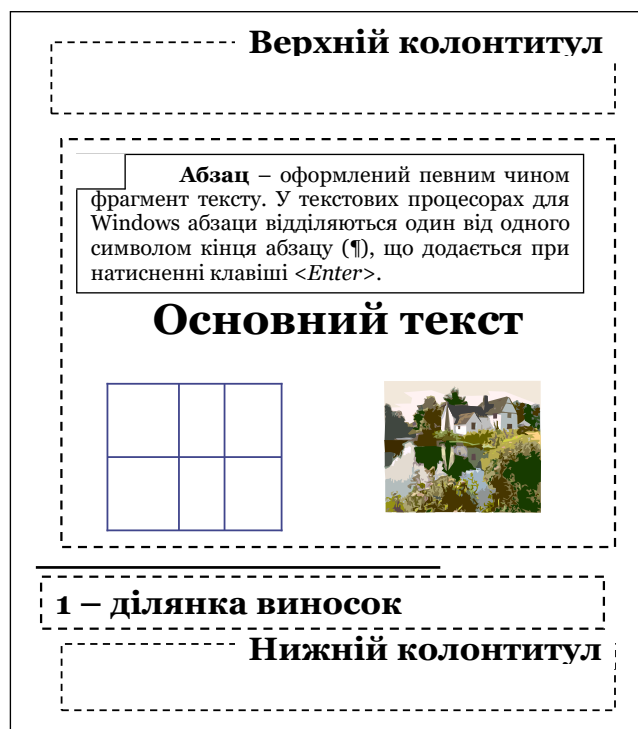 Верхній колонтитул
Абзац – оформлений певним чином
фрагмент тексту. У текстових процесорах для
Windows абзаци відділяються один від одного
символом кінця абзацу (¶), що додається при
натисненні клавіші <Enter>.
Основний текст
1 – ділянка виносок
Нижній колонтитул